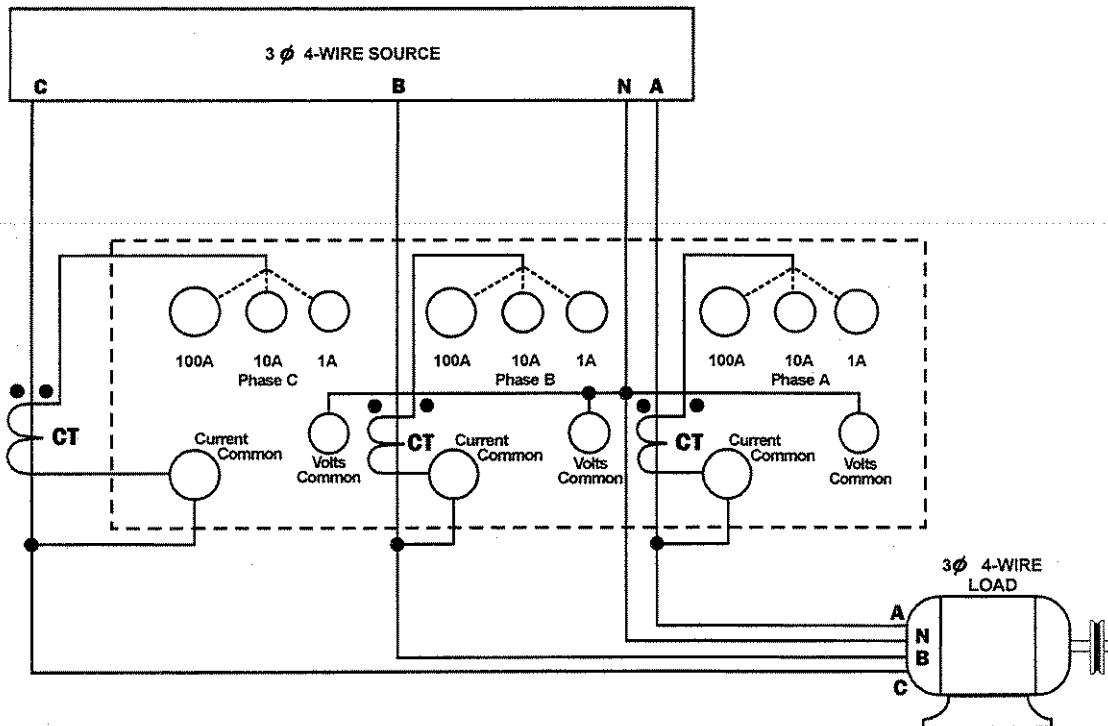 3 ϕ 4-WIRE SOURCE
C B N A
100A 10A 1A
Phase C
100A 10A 1A
Phase B
100A 10A 1A
Phase A
CT
Current
Common
Volts
Common
CT
Current
Common
Volts
Common
CT
Current
Common
Volts
Common
3ϕ 4-WIRE
LOAD
A
N
B
C